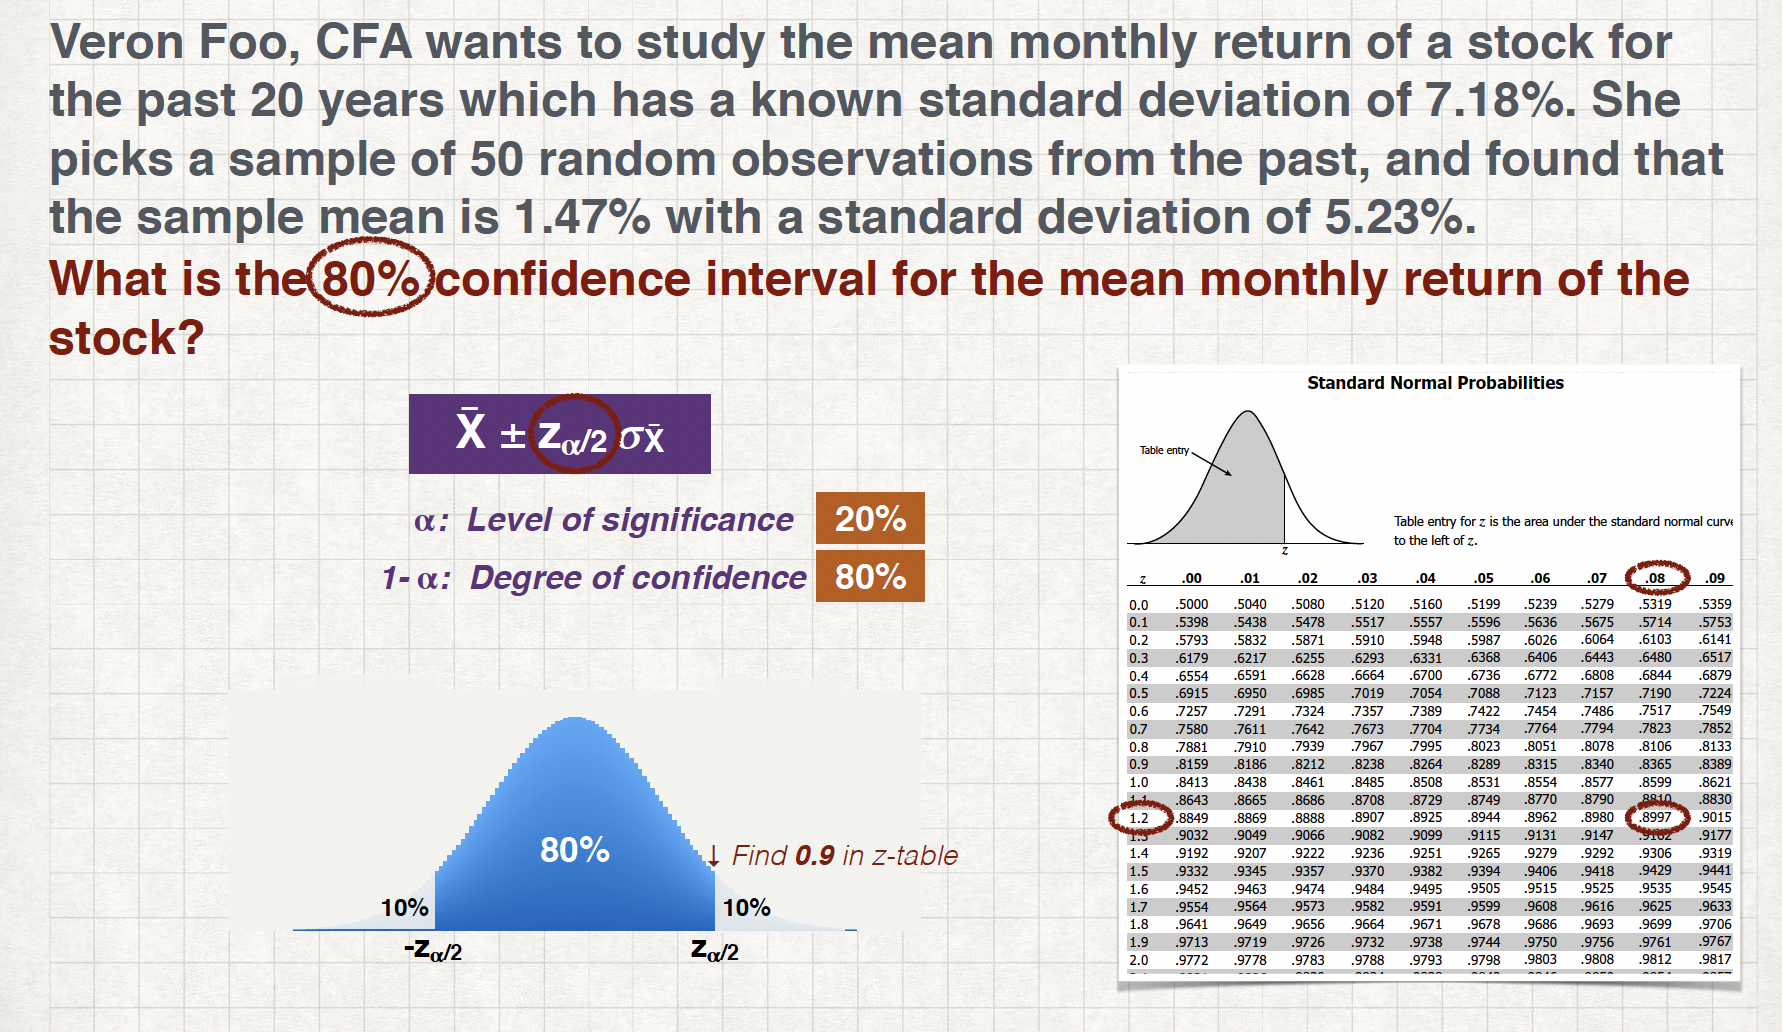 Veron Foo, CFA wants to study the mean monthly return of a stock for
the past 20 years which has a known standard deviation of 7.18%. She
picks a sample of 50 random observations from the past, and found that
the sample mean is 1.47% with a standard deviation of 5.23%.
What is the 80% confidence interval for the mean monthly return of the
stock?
X̄ ± zα/2 σx̄
α: Level of significance 20%
1- α: Degree of confidence 80%
80%
↓ Find 0.9 in z-table
10% 10%
-zα/2 zα/2
Standard Normal Probabilities
Table entry
z
Table entry for z is the area under the standard normal curve
to the left of z.
z .00 .01 .02 .03 .04 .05 .06 .07 .08 .09
0.0 .5000 .5040 .5080 .5120 .5160 .5199 .5239 .5279 .5319 .5359
0.1 .5398 .5438 .5478 .5517 .5557 .5596 .5636 .5675 .5714 .5753
0.2 .5793 .5832 .5871 .5910 .5948 .5987 .6026 .6064 .6103 .6141
0.3 .6179 .6217 .6255 .6293 .6331 .6368 .6406 .6443 .6480 .6517
0.4 .6554 .6591 .6628 .6664 .6700 .6736 .6772 .6808 .6844 .6879
0.5 .6915 .6950 .6985 .7019 .7054 .7088 .7123 .7157 .7190 .7224
0.6 .7257 .7291 .7324 .7357 .7389 .7422 .7454 .7486 .7517 .7549
0.7 .7580 .7611 .7642 .7673 .7704 .7734 .7764 .7794 .7823 .7852
0.8 .7881 .7910 .7939 .7967 .7995 .8023 .8051 .8078 .8106 .8133
0.9 .8159 .8186 .8212 .8238 .8264 .8289 .8315 .8340 .8365 .8389
1.0 .8413 .8438 .8461 .8485 .8508 .8531 .8554 .8577 .8599 .8621
1.1 .8643 .8665 .8686 .8708 .8729 .8749 .8770 .8790 .8810 .8830
1.2 .8849 .8869 .8888 .8907 .8925 .8944 .8962 .8980 .8997 .9015
1.3 .9032 .9049 .9066 .9082 .9099 .9115 .9131 .9147 .9162 .9177
1.4 .9192 .9207 .9222 .9236 .9251 .9265 .9279 .9292 .9306 .9319
1.5 .9332 .9345 .9357 .9370 .9382 .9394 .9406 .9418 .9429 .9441
1.6 .9452 .9463 .9474 .9484 .9495 .9505 .9515 .9525 .9535 .9545
1.7 .9554 .9564 .9573 .9582 .9591 .9599 .9608 .9616 .9625 .9633
1.8 .9641 .9649 .9656 .9664 .9671 .9678 .9686 .9693 .9699 .9706
1.9 .9713 .9719 .9726 .9732 .9738 .9744 .9750 .9756 .9761 .9767
2.0 .9772 .9778 .9783 .9788 .9793 .9798 .9803 .9808 .9812 .9817